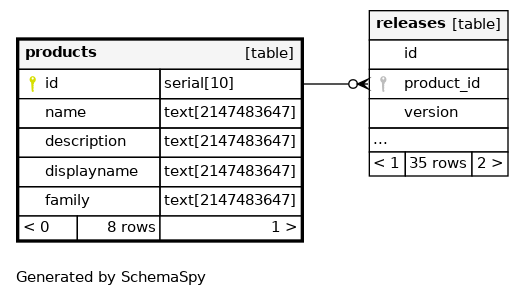 products [table]
id serial[10]
name text[2147483647]
description text[2147483647]
displayname text[2147483647]
family text[2147483647]
< 0 8 rows 1 >
releases [table]
id
product_id
version
...
< 1 35 rows 2 >
Generated by SchemaSpy